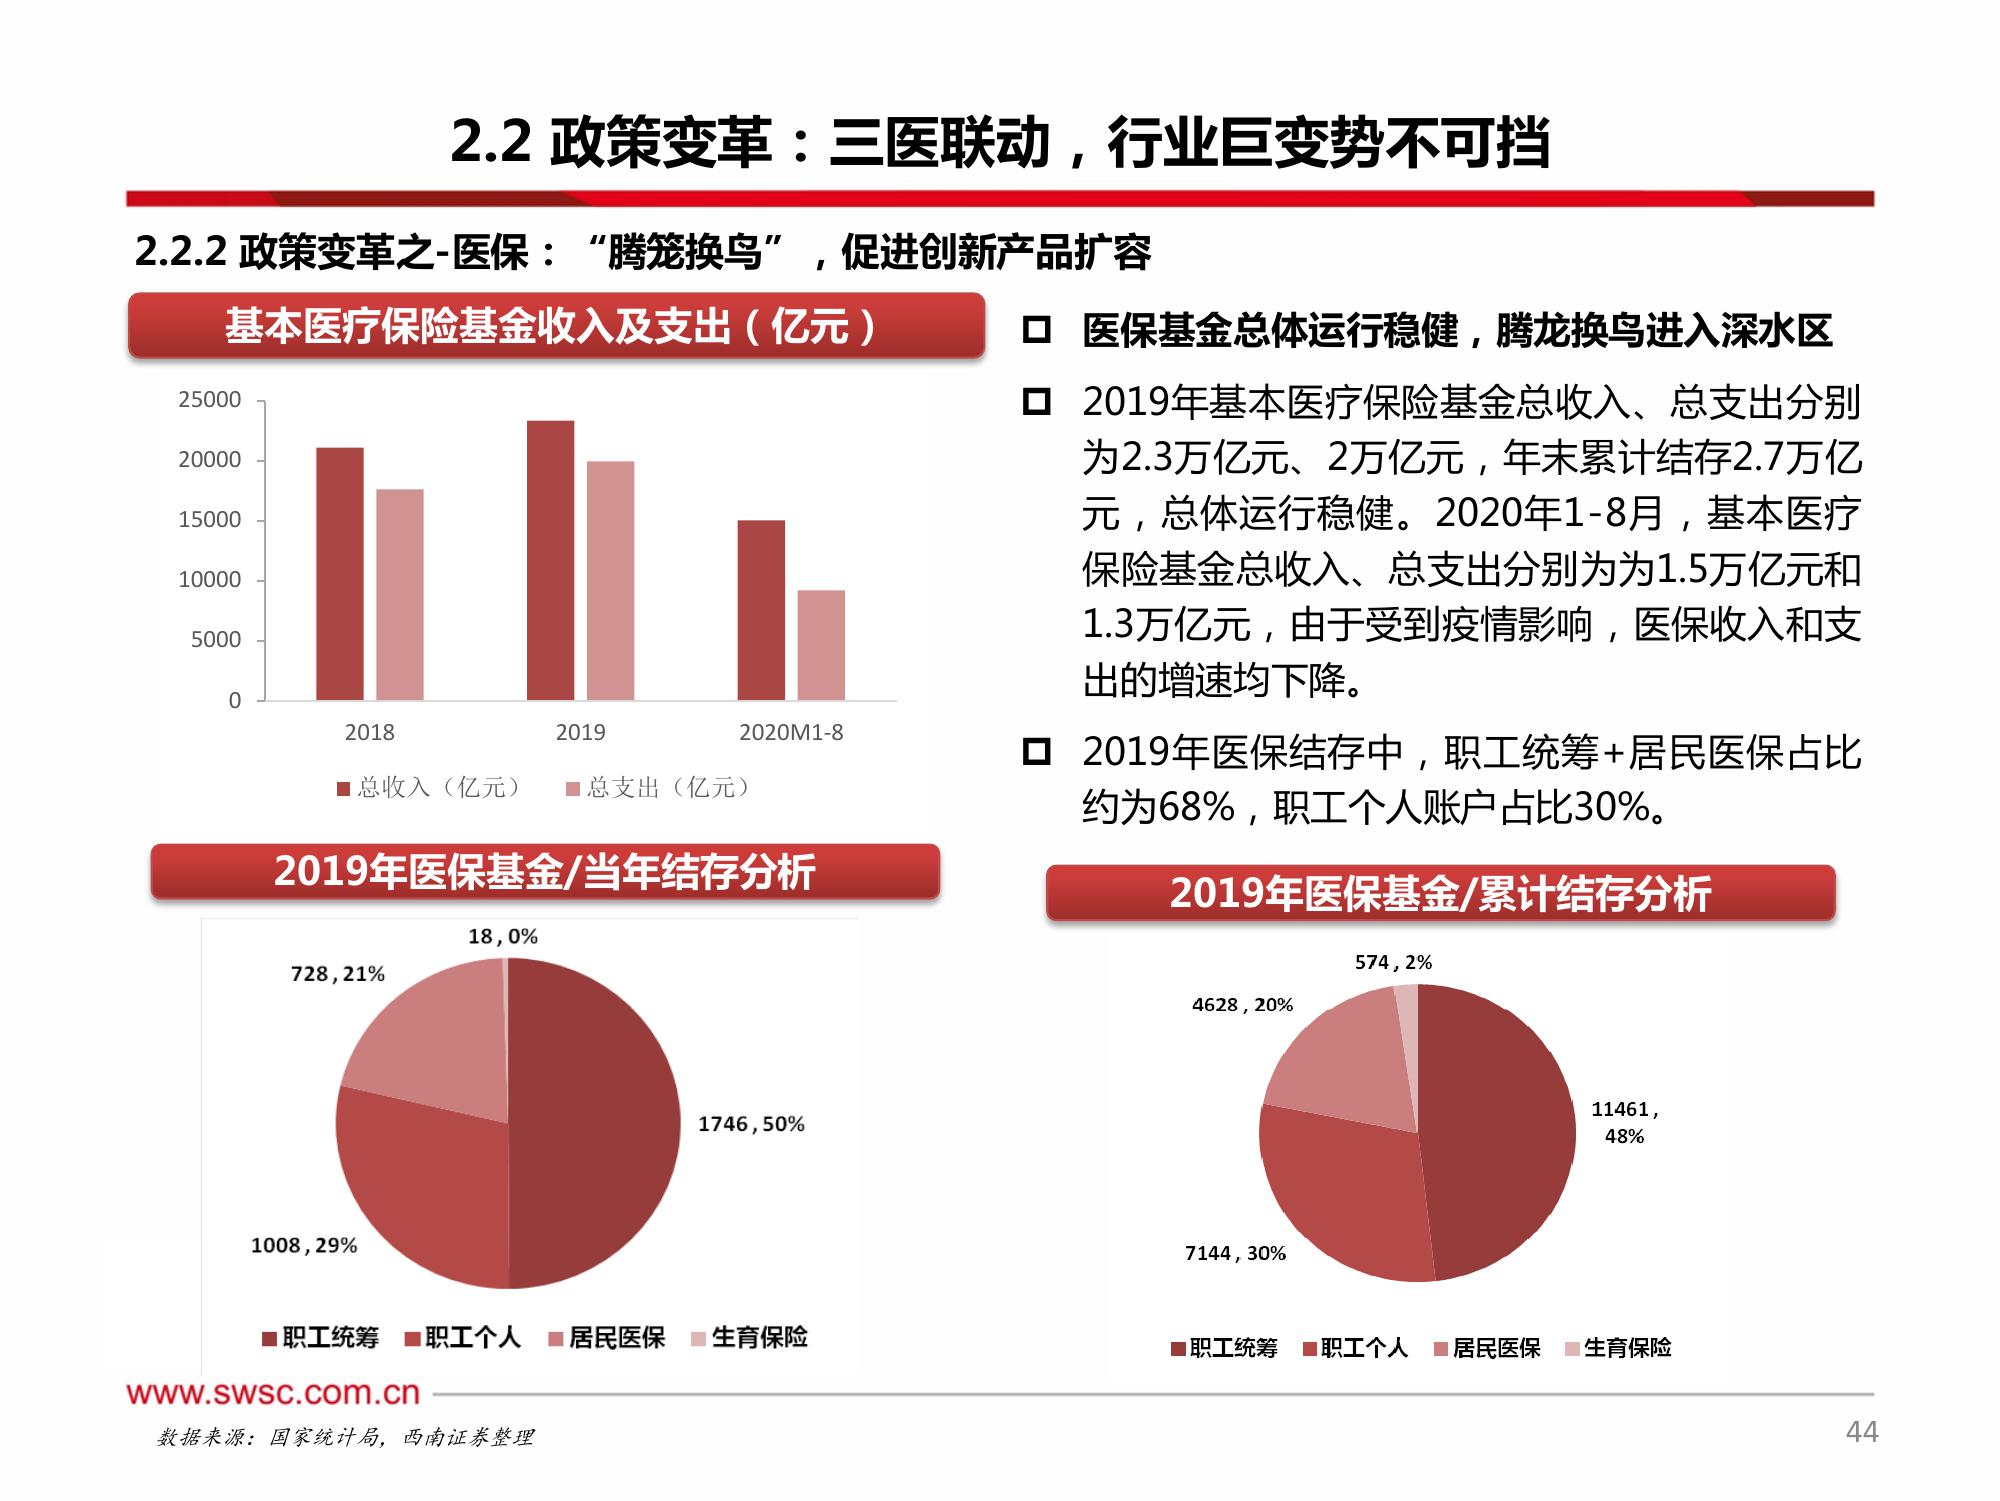 2.2 政策变革：三医联动，行业巨变势不可挡
2.2.2 政策变革之-医保：“腾笼换鸟”，促进创新产品扩容
基本医疗保险基金收入及支出（亿元）
25000
20000
15000
10000
5000
0
2018
2019
2020M1-8
总收入（亿元）
总支出（亿元）
医保基金总体运行稳健，腾龙换鸟进入深水区
2019年基本医疗保险基金总收入、总支出分别
为2.3万亿元、2万亿元，年末累计结存2.7万亿
元，总体运行稳健。2020年1-8月，基本医疗
保险基金总收入、总支出分别为为1.5万亿元和
1.3万亿元，由于受到疫情影响，医保收入和支
出的增速均下降。
2019年医保结存中，职工统筹+居民医保占比
约为68%，职工个人账户占比30%。
2019年医保基金/当年结存分析
18 , 0%
728 , 21%
1746 , 50%
1008 , 29%
职工统筹 职工个人 居民医保 生育保险
2019年医保基金/累计结存分析
574 , 2%
4628 , 20%
11461 ,
48%
7144 , 30%
职工统筹 职工个人 居民医保 生育保险
www.swsc.com.cn
数据来源：国家统计局，西南证券整理
44